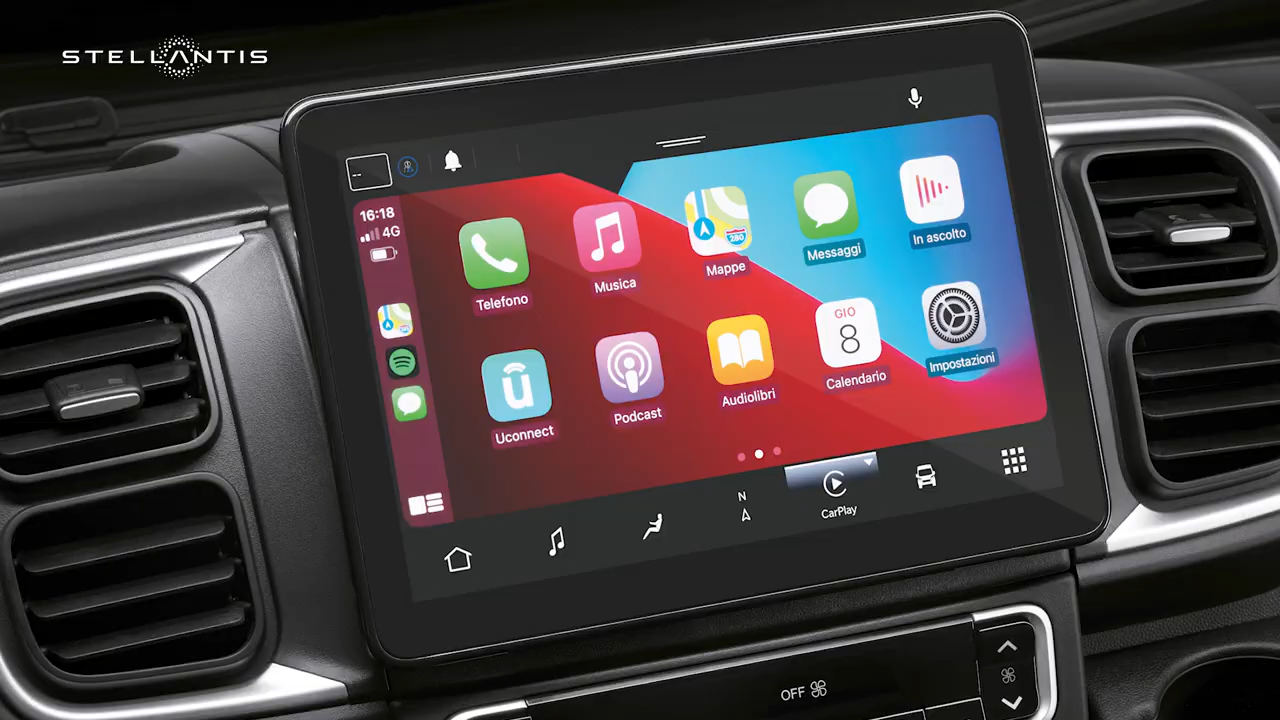 STELLANTIS
--
16:18
4G
Telefono
Musica
Mappe
280
Messaggi
In ascolto
Uconnect
Podcast
Audiolibri
GIO
8
Calendario
Impostazioni
N
CarPlay
OFF